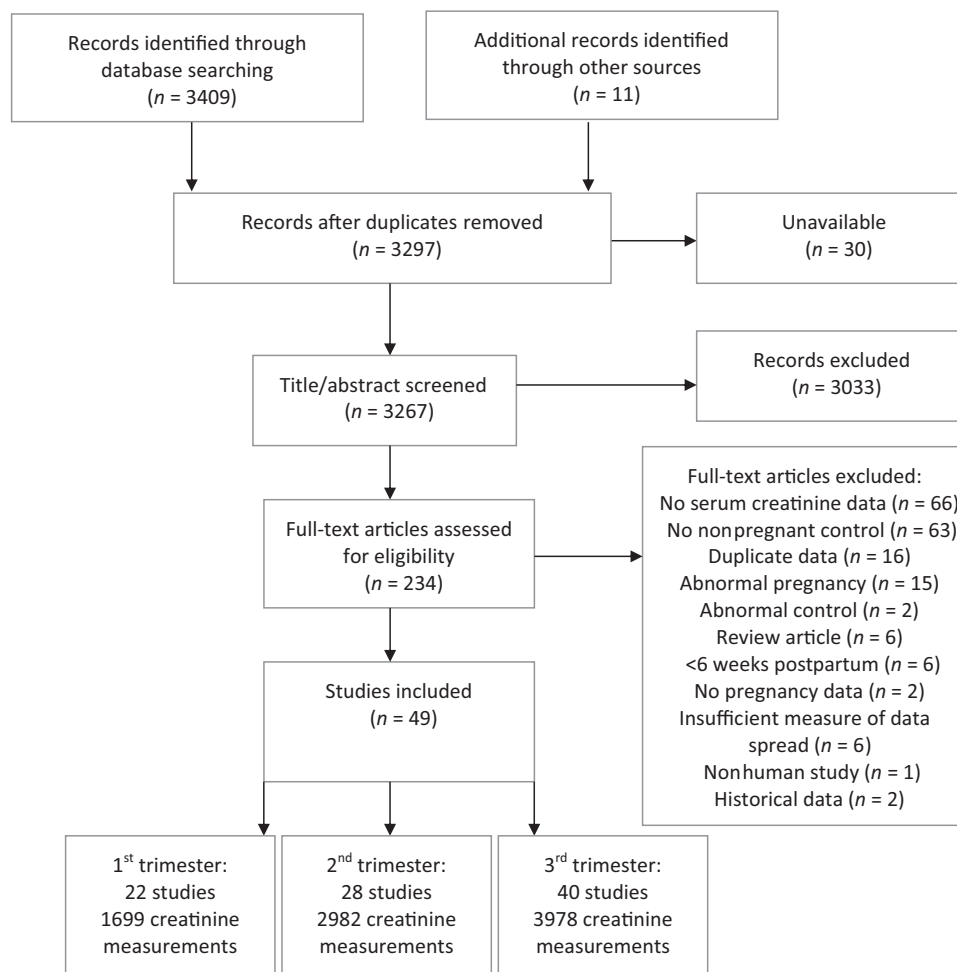 Records identified through
database searching
(n = 3409)
Additional records identified
through other sources
(n = 11)
Records after duplicates removed
(n = 3297)
Unavailable
(n = 30)
Title/abstract screened
(n = 3267)
Records excluded
(n = 3033)
Full-text articles assessed
for eligibility
(n = 234)
Full-text articles excluded:
No serum creatinine data (n = 66)
No nonpregnant control (n = 63)
Duplicate data (n = 16)
Abnormal pregnancy (n = 15)
Abnormal control (n = 2)
Review article (n = 6)
<6 weeks postpartum (n = 6)
No pregnancy data (n = 2)
Insufficient measure of data
spread (n = 6)
Nonhuman study (n = 1)
Historical data (n = 2)
Studies included
(n = 49)
1st trimester:
22 studies
1699 creatinine
measurements
2nd trimester:
28 studies
2982 creatinine
measurements
3rd trimester:
40 studies
3978 creatinine
measurements